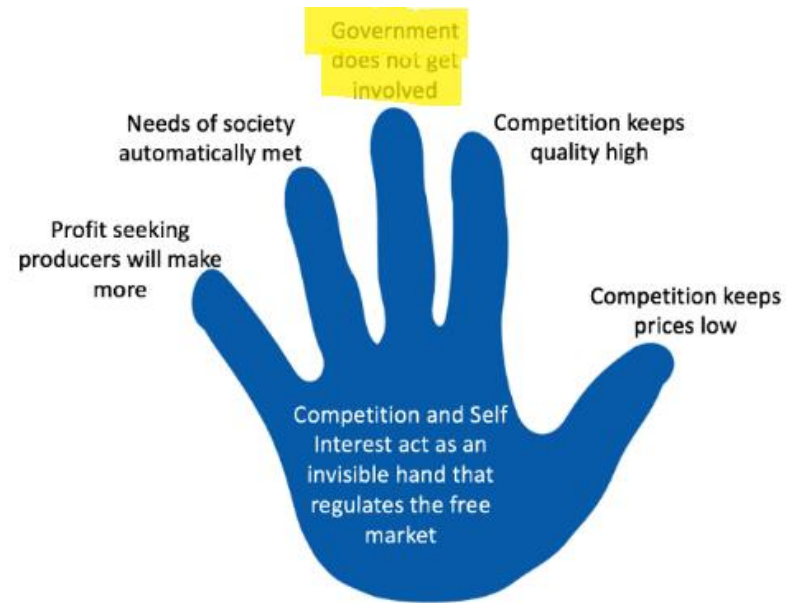 Government
does not get
involved
Needs of society
automatically met
Competition keeps
quality high
Profit seeking
producers will make
more
Competition keeps
prices low
Competition and Self
Interest act as an
invisible hand that
regulates the free
market